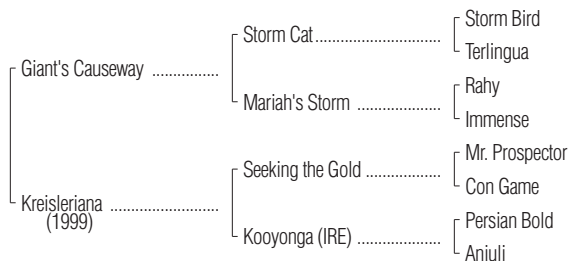 Storm Bird
Storm Cat
Terlingua
Giant's Causeway
Rahy
Mariah's Storm
Immense
Mr. Prospector
Seeking the Gold
Con Game
Kreisleriana
(1999)
Persian Bold
Kooyonga (IRE)
Anjuli